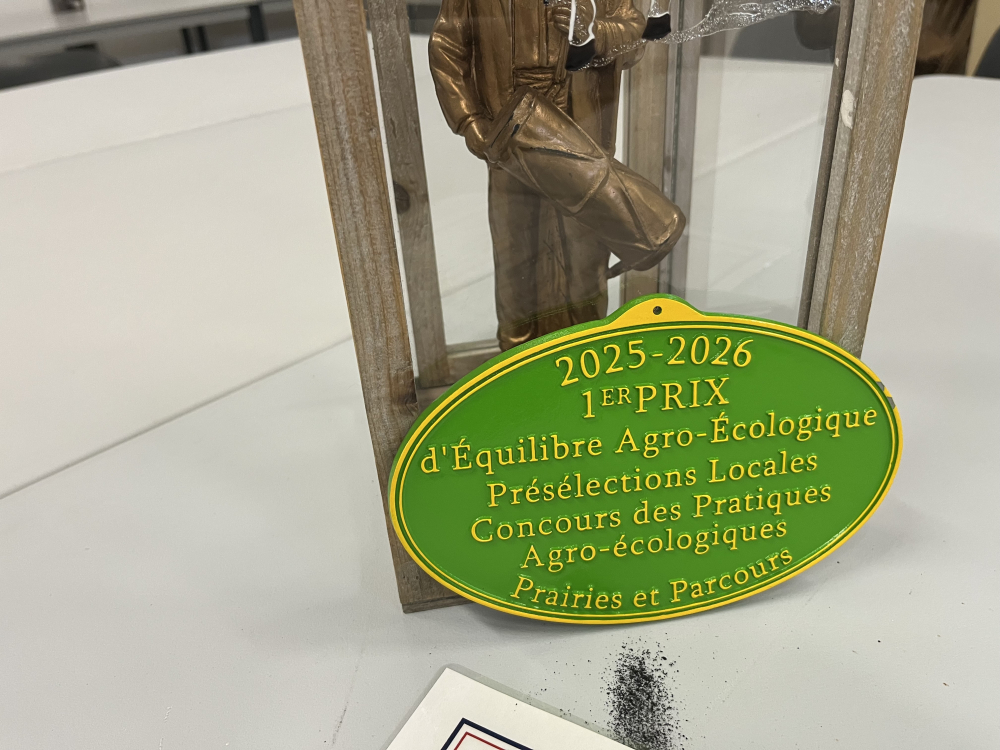 2025-2026
1ER PRIX
d'Équilibre Agro-Écologique
Présélections Locales
Concours des Pratiques
Agro-écologiques
Prairies et Parcours